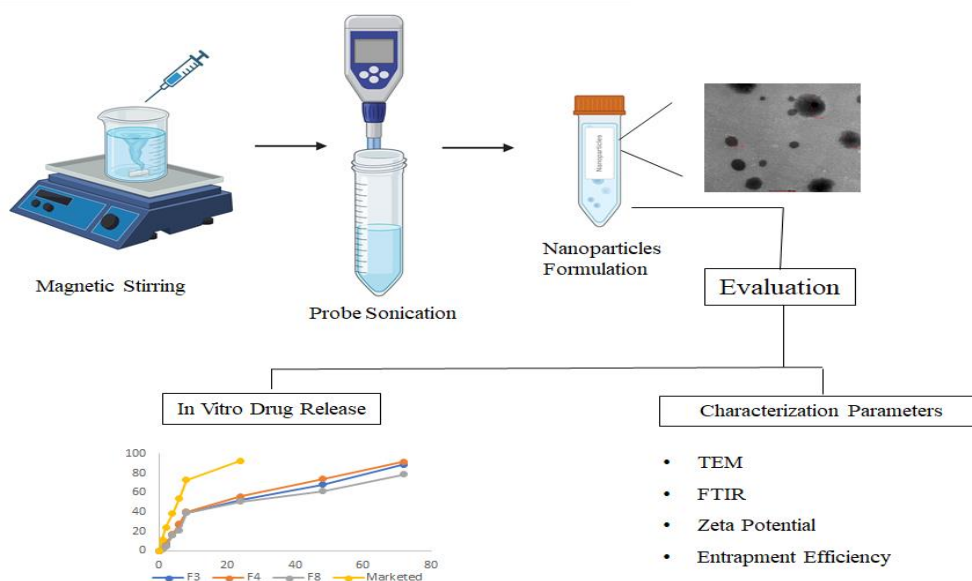 Nanoparticles
Magnetic Stirring
Probe Sonication
Nanoparticles
Formulation
Evaluation
In Vitro Drug Release
100
80
60
40
20
0
0 20 40 60 80
F3 F4 F8 Marketed
Characterization Parameters
• TEM
• FTIR
• Zeta Potential
• Entrapment Efficiency